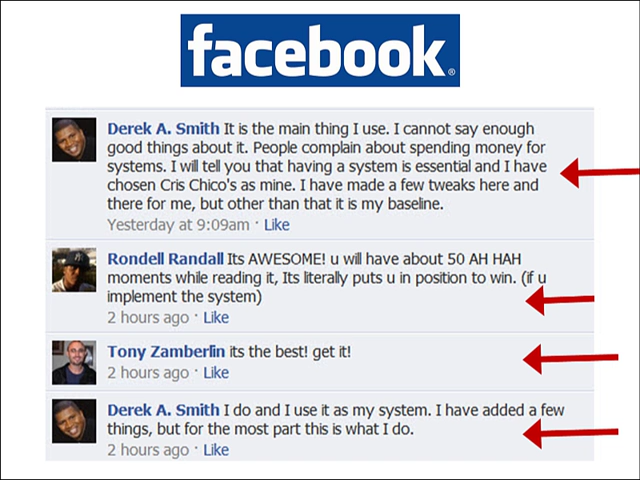 facebook®
Derek A. Smith It is the main thing I use. I cannot say enough
good things about it. People complain about spending money for
systems. I will tell you that having a system is essential and I have
chosen Cris Chico's as mine. I have made a few tweaks here and
there for me, but other than that it is my baseline.
Yesterday at 9:09am · Like
Rondell Randall Its AWESOME! u will have about 50 AH HAH
moments while reading it, Its literally puts u in position to win. (if u
implement the system)
2 hours ago · Like
Tony Zamberlin its the best! get it!
2 hours ago · Like
Derek A. Smith I do and I use it as my system. I have added a few
things, but for the most part this is what I do.
2 hours ago · Like